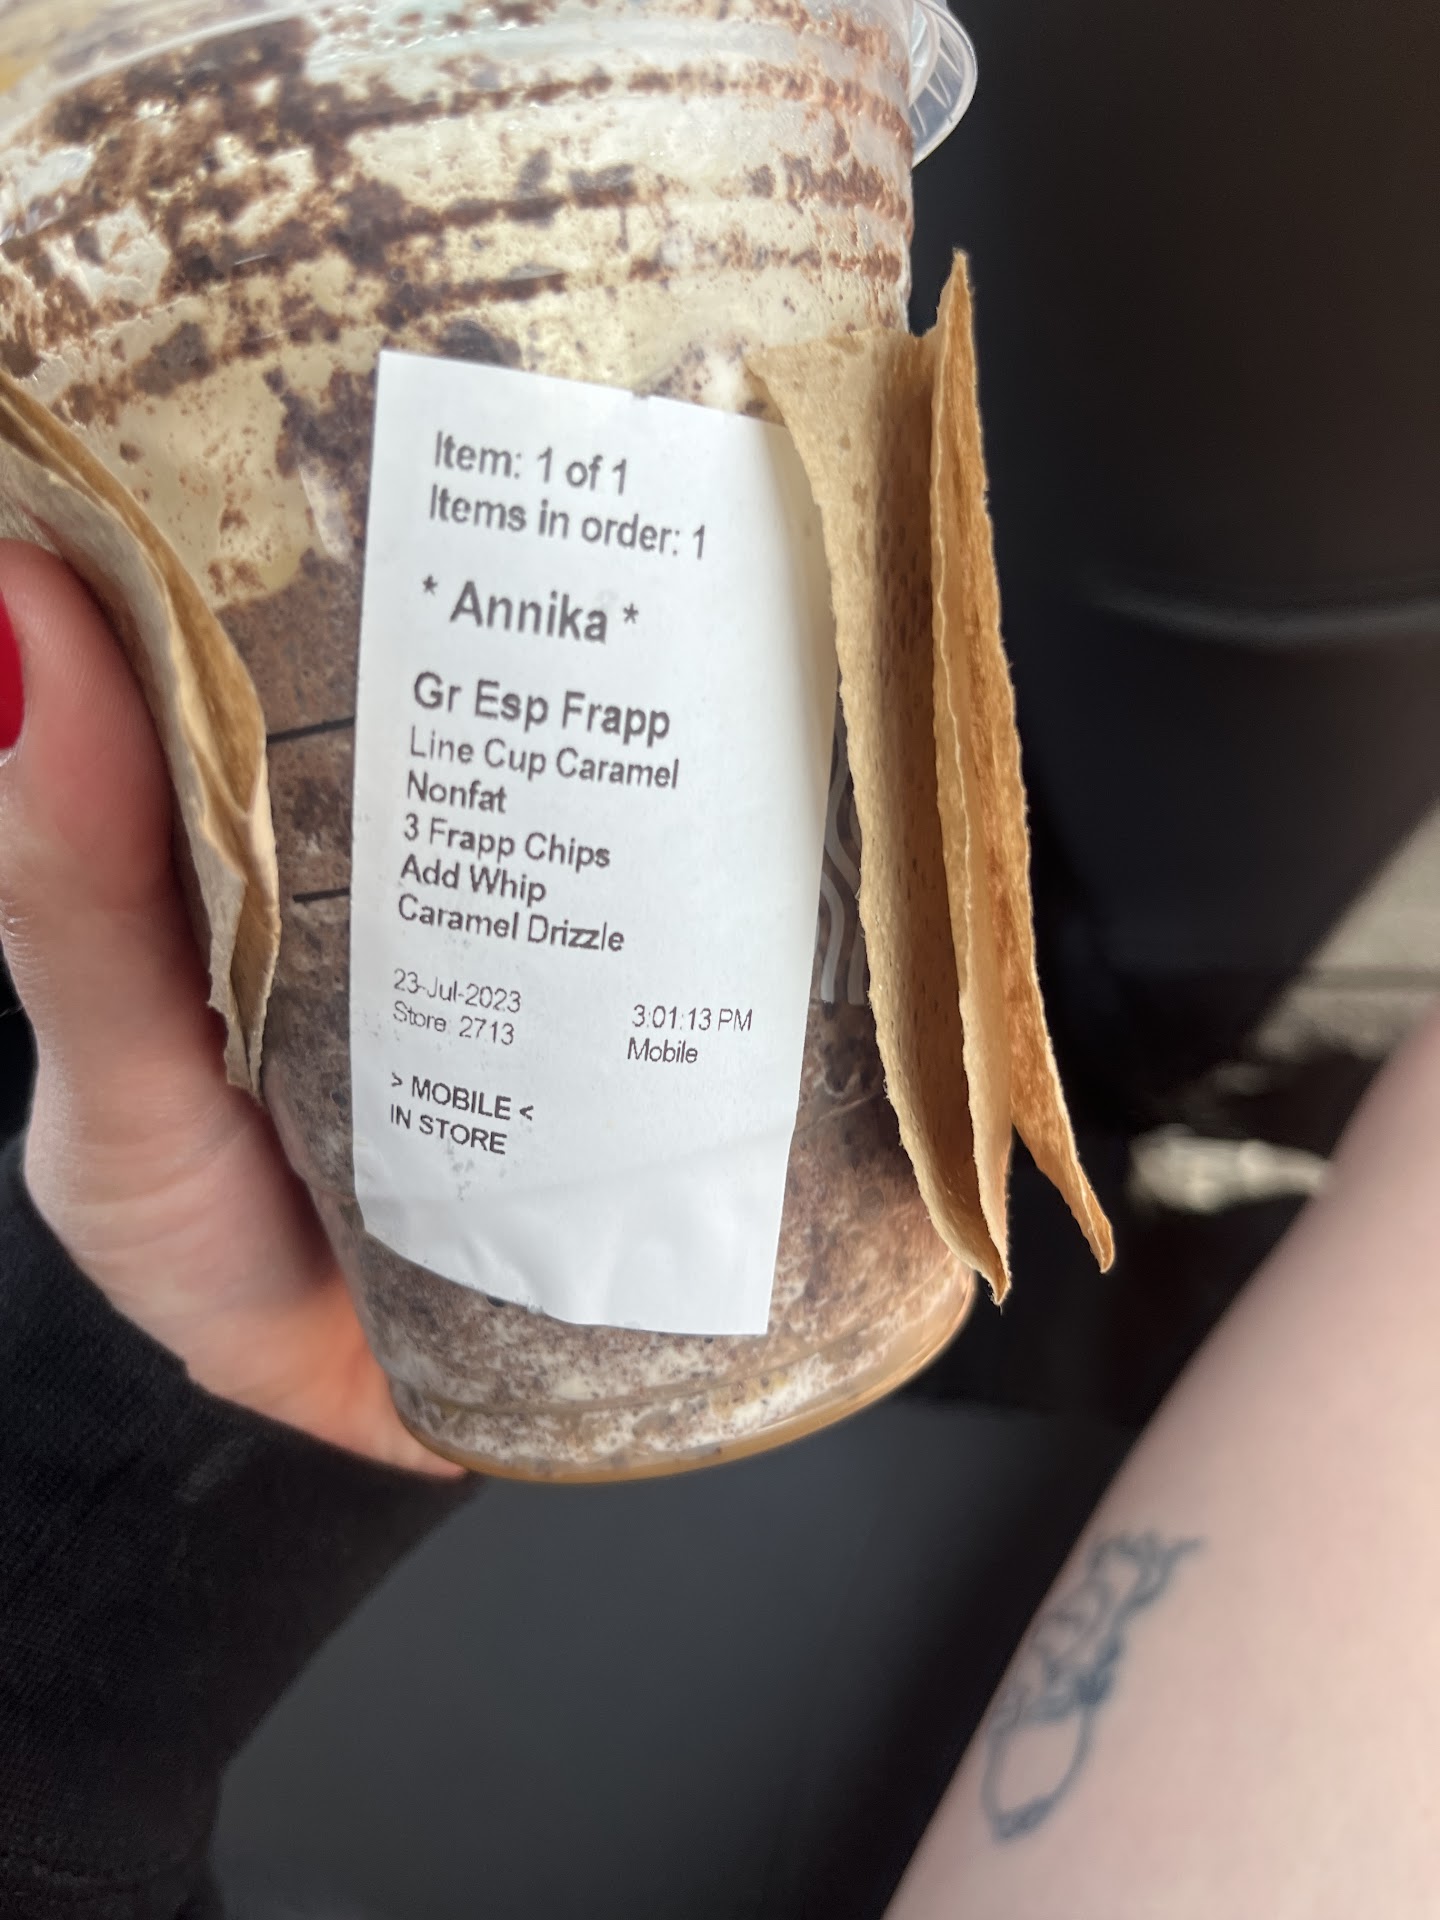 Item: 1 of 1
Items in order: 1
* Annika *
Gr Esp Frapp
Line Cup Caramel
Nonfat
3 Frapp Chips
Add Whip
Caramel Drizzle
23-Jul-2023 3:01:13 PM
Store: 2713 Mobile
> MOBILE <
IN STORE